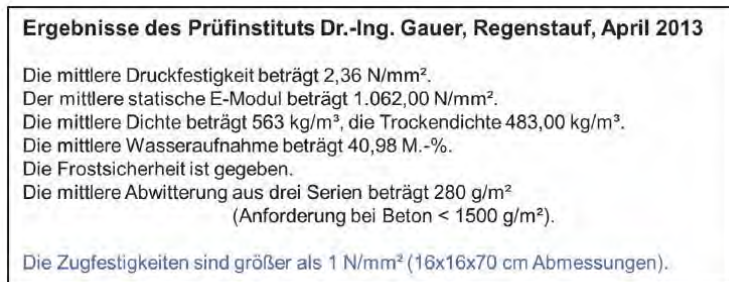 Ergebnisse des Prüfinstituts Dr.-Ing. Gauer, Regenstauf, April 2013
Die mittlere Druckfestigkeit beträgt 2,36 N/mm².
Der mittlere statische E-Modul beträgt 1.062,00 N/mm².
Die mittlere Dichte beträgt 563 kg/m³, die Trockendichte 483,00 kg/m³.
Die mittlere Wasseraufnahme beträgt 40,98 M.-%.
Die Frostsicherheit ist gegeben.
Die mittlere Abwitterung aus drei Serien beträgt 280 g/m²
(Anforderung bei Beton < 1500 g/m²).
Die Zugfestigkeiten sind größer als 1 N/mm² (16x16x70 cm Abmessungen).